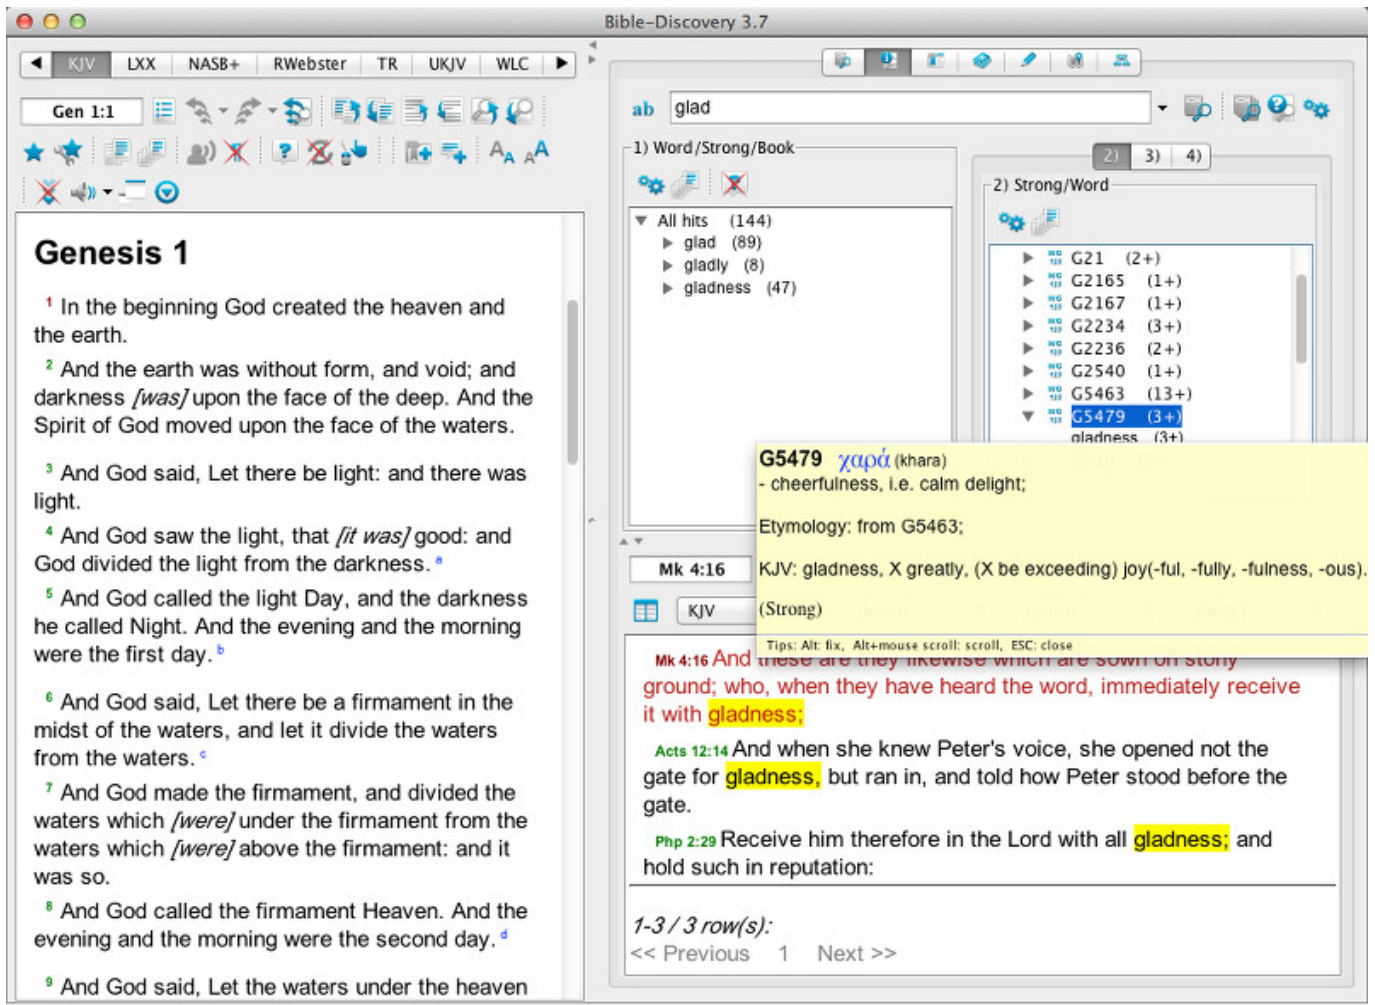 Bible-Discovery 3.7
KJV LXX NASB+ RWebster TR UKJV WLC
Gen 1:1
Genesis 1
1 In the beginning God created the heaven and
the earth.
2 And the earth was without form, and void; and
darkness [was] upon the face of the deep. And the
Spirit of God moved upon the face of the waters.
3 And God said, Let there be light: and there was
light.
4 And God saw the light, that [it was] good: and
God divided the light from the darkness. a
5 And God called the light Day, and the darkness
he called Night. And the evening and the morning
were the first day. b
6 And God said, Let there be a firmament in the
midst of the waters, and let it divide the waters
from the waters. c
7 And God made the firmament, and divided the
waters which [were] under the firmament from the
waters which [were] above the firmament: and it
was so.
8 And God called the firmament Heaven. And the
evening and the morning were the second day. d
9 And God said, Let the waters under the heaven
ab glad
1) Word/Strong/Book
All hits (144)
glad (89)
gladly (8)
gladness (47)
2) 3) 4)
2) Strong/Word
G21 (2+)
G2165 (1+)
G2167 (1+)
G2234 (3+)
G2236 (2+)
G2540 (1+)
G5463 (13+)
G5479 (3+)
gladness (3+)
G5479 χαρά (khara)
- cheerfulness, i.e. calm delight;
Etymology: from G5463;
KJV: gladness, X greatly, (X be exceeding) joy(-ful, -fully, -fulness, -ous).
(Strong)
Tips: Alt: fix, Alt+mouse scroll: scroll, ESC: close
Mk 4:16
KJV
Mk 4:16 And these are they likewise which are sown on stony
ground; who, when they have heard the word, immediately receive
it with gladness;
Acts 12:14 And when she knew Peter's voice, she opened not the
gate for gladness, but ran in, and told how Peter stood before the
gate.
Php 2:29 Receive him therefore in the Lord with all gladness; and
hold such in reputation:
1-3 / 3 row(s):
<< Previous 1 Next >>